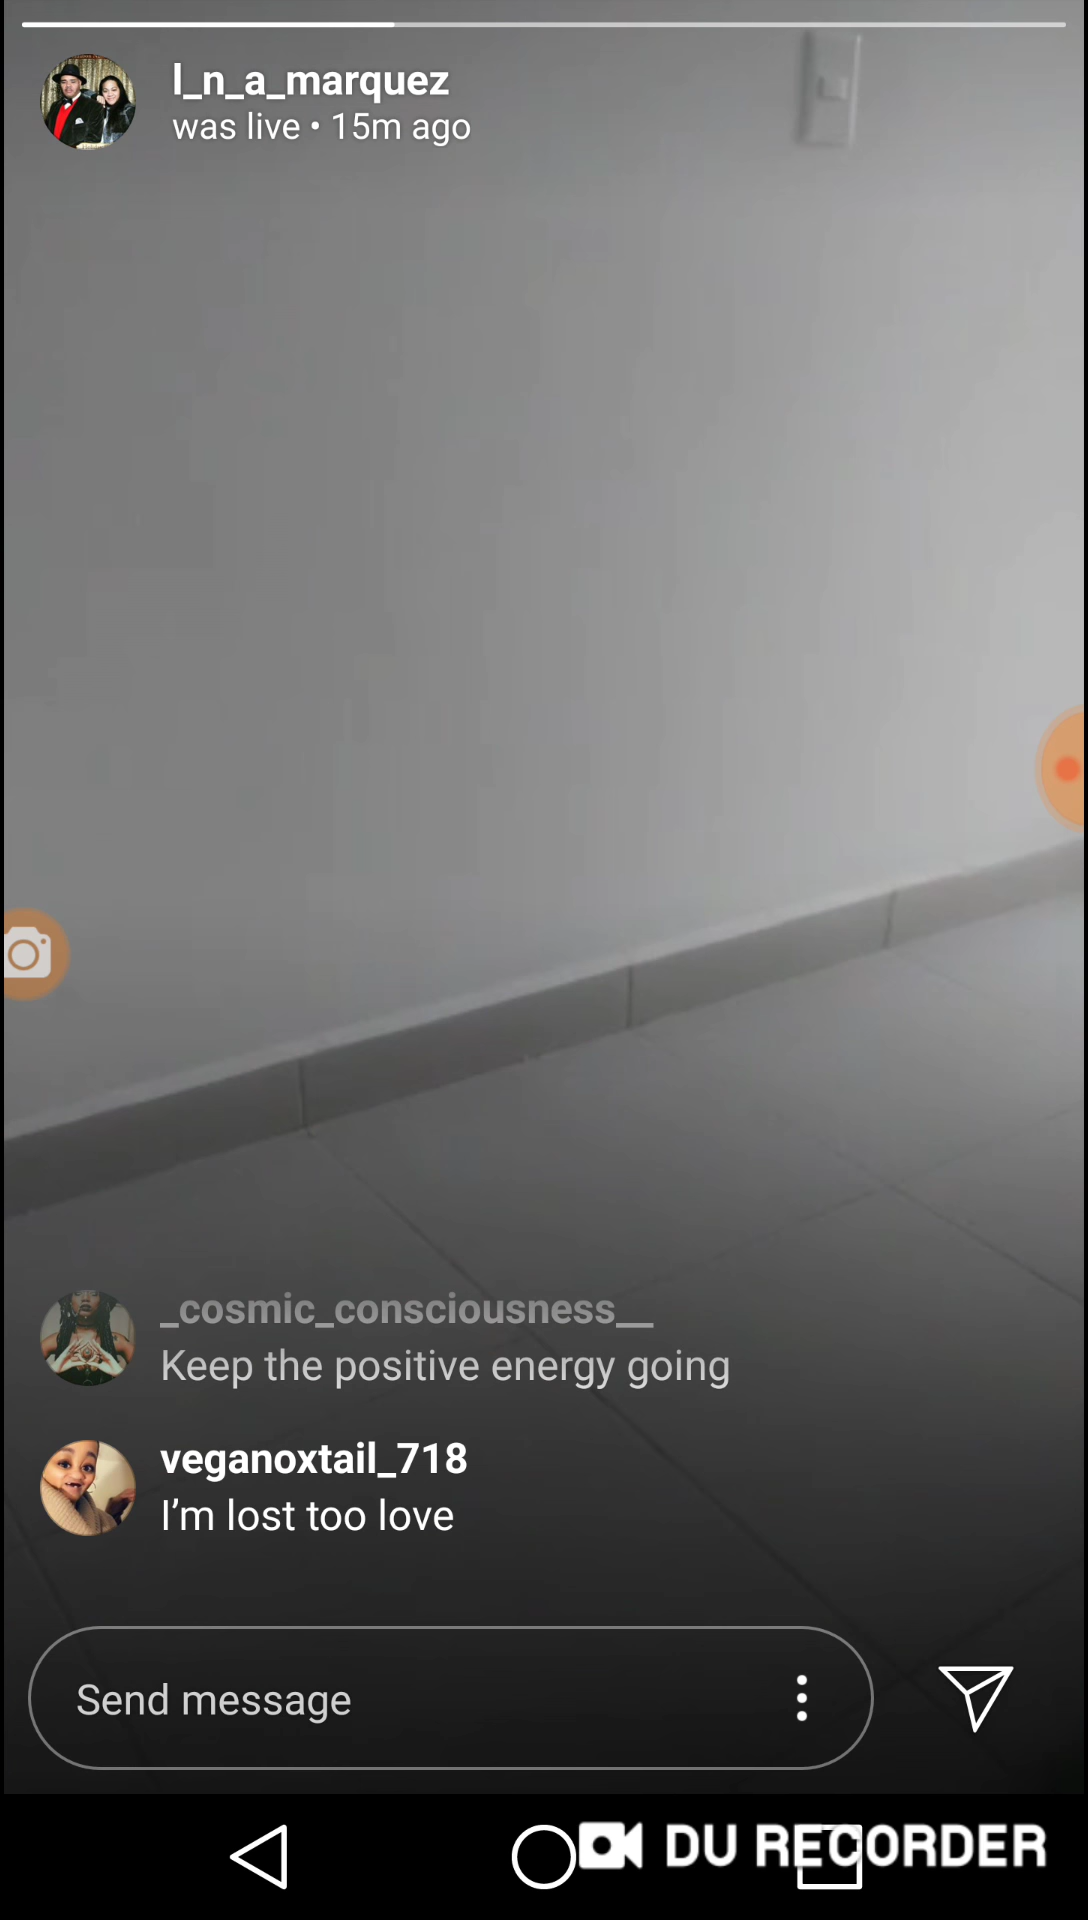 l_n_a_marquez
was live • 15m ago
_cosmic_consciousness__
Keep the positive energy going
veganoxtail_718
I’m lost too love
Send message
DU RECORDER